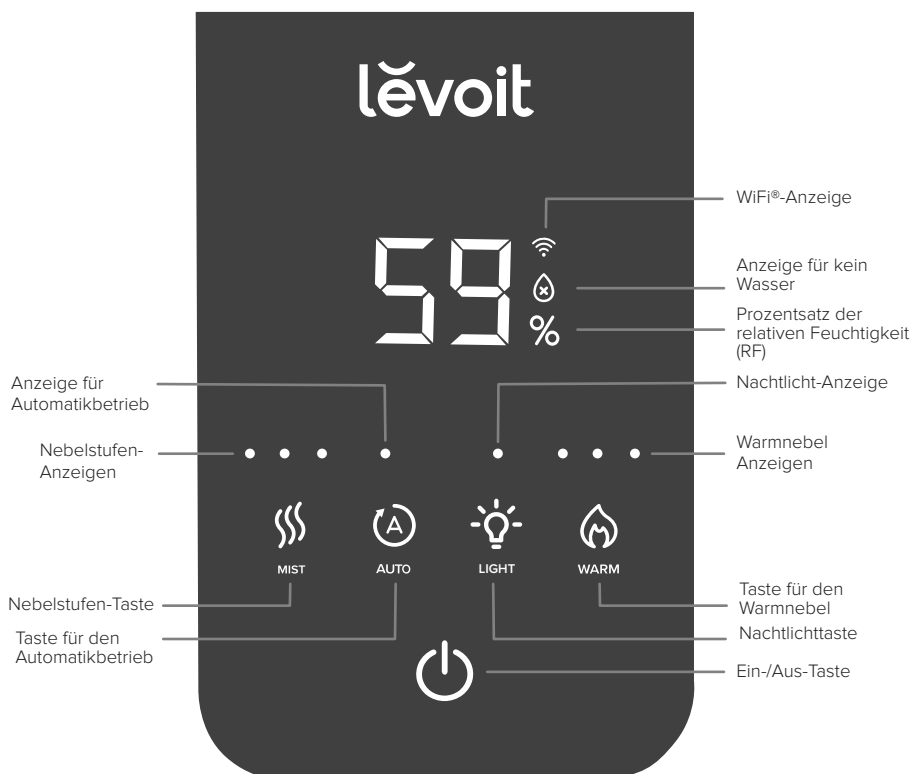 levoit
59 %
WiFi®-Anzeige
Anzeige für kein
Wasser
Prozentsatz der
relativen Feuchtigkeit
(RF)
Anzeige für
Automatikbetrieb
Nachtlicht-Anzeige
Nebelstufen-
Anzeigen
Warmnebel
Anzeigen
A
MIST
AUTO
LIGHT
WARM
Nebelstufen-Taste
Taste für den
Automatikbetrieb
Taste für den
Warmnebel
Nachtlichttaste
Ein-/Aus-Taste